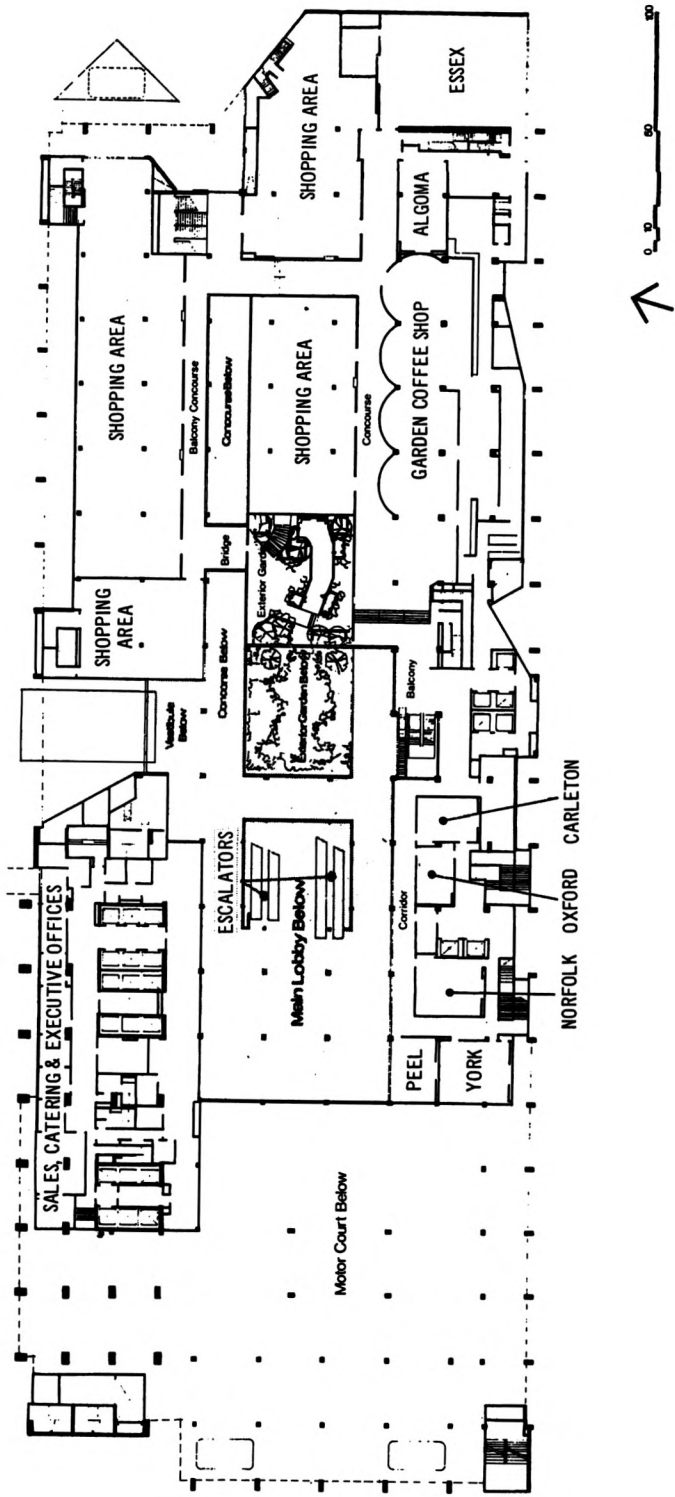 SALES, CATERING & EXECUTIVE OFFICES
Vestibule
Below
SHOPPING
AREA
SHOPPING AREA
Balcony Concourse
Concourse Below
Bridge
Concourse Below
ESCALATORS
Main Lobby Below
Exterior Garden Below
Exterior Garden
SHOPPING AREA
SHOPPING AREA
Concourse
Motor Court Below
PEEL
YORK
Corridor
Balcony
GARDEN COFFEE SHOP
ALGOMA
ESSEX
NORFOLK
OXFORD
CARLETON
0 10 50 100